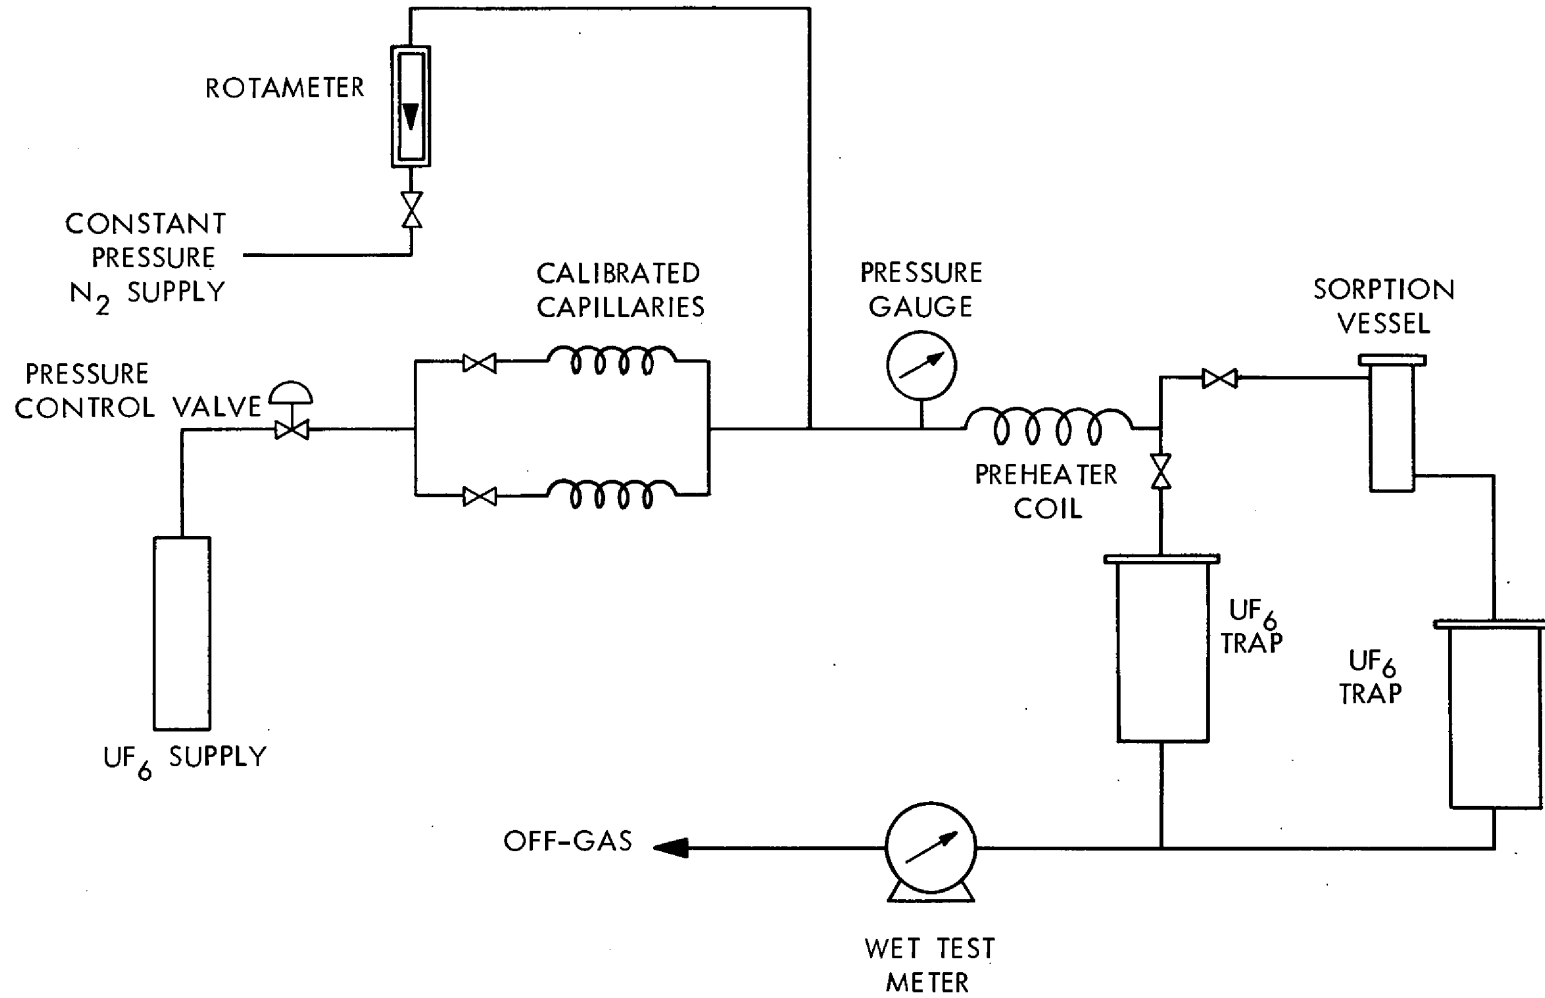 ROTAMETER
CONSTANT
PRESSURE
N2 SUPPLY
CALIBRATED
CAPILLARIES
PRESSURE
GAUGE
SORPTION
VESSEL
PRESSURE
CONTROL VALVE
PREHEATER
COIL
UF6
TRAP
UF6
TRAP
UF6 SUPPLY
OFF-GAS
WET TEST
METER